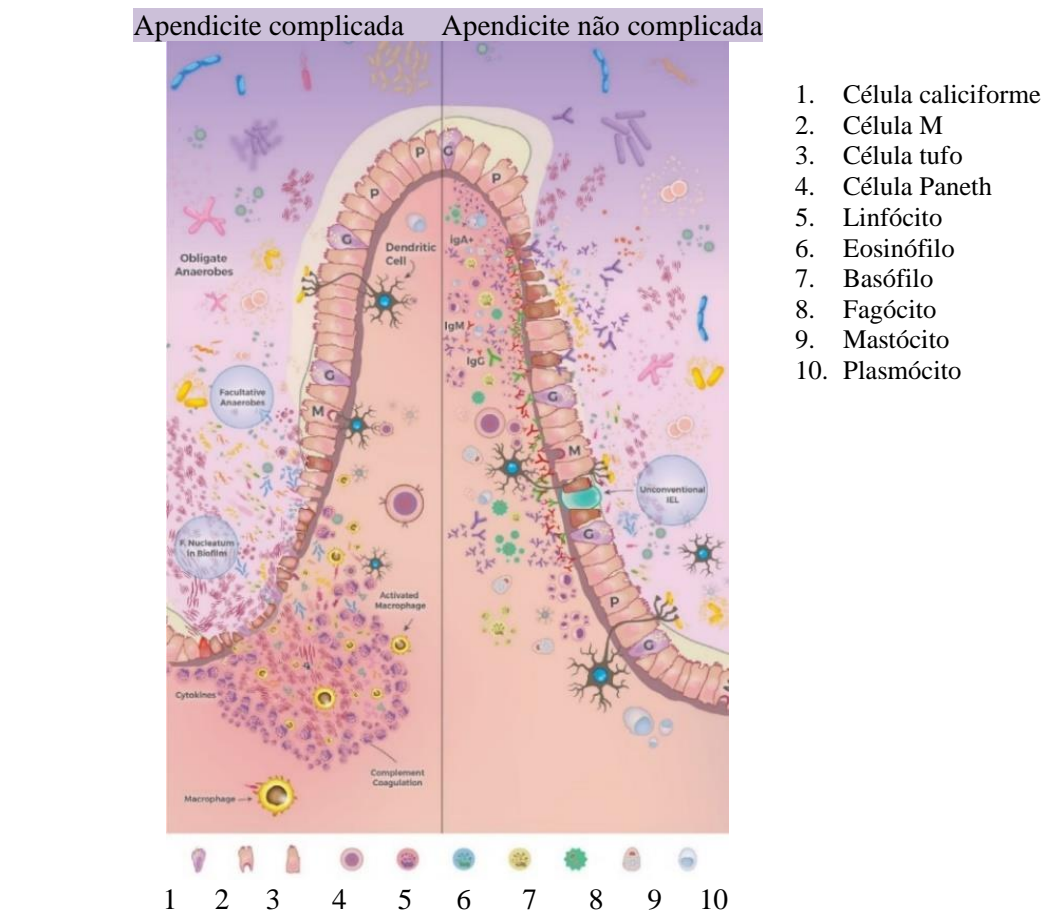 Apendicite complicada Apendicite não complicada
1. Célula caliciforme
2. Célula M
3. Célula tufo
4. Célula Paneth
5. Linfócito
6. Eosinófilo
7. Basófilo
8. Fagócito
9. Mastócito
10. Plasmócito
P G
P
P
G
Dendritic
Cell
Obligate
Anaerobes
igA+
IgM
IgG
G
Facultative
Anaerobes
M
G
M
Unconventional
IEL
G
F. Nucleatum
in Biofilm
Activated
Macrophage
P
G
Cytokines
Complement
Coagulation
Macrophage
1 2 3 4 5 6 7 8 9 10